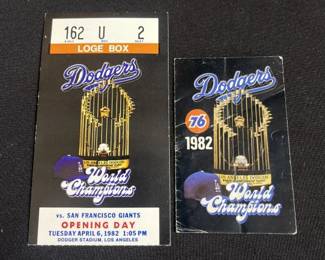 162 U 2
LOGE BOX
Dodgers
World
Champions
vs. SAN FRANCISCO GIANTS
OPENING DAY
TUESDAY APRIL 6, 1982 1:05 PM
DODGER STADIUM, LOS ANGELES
Dodgers
76
1982
World
Champions